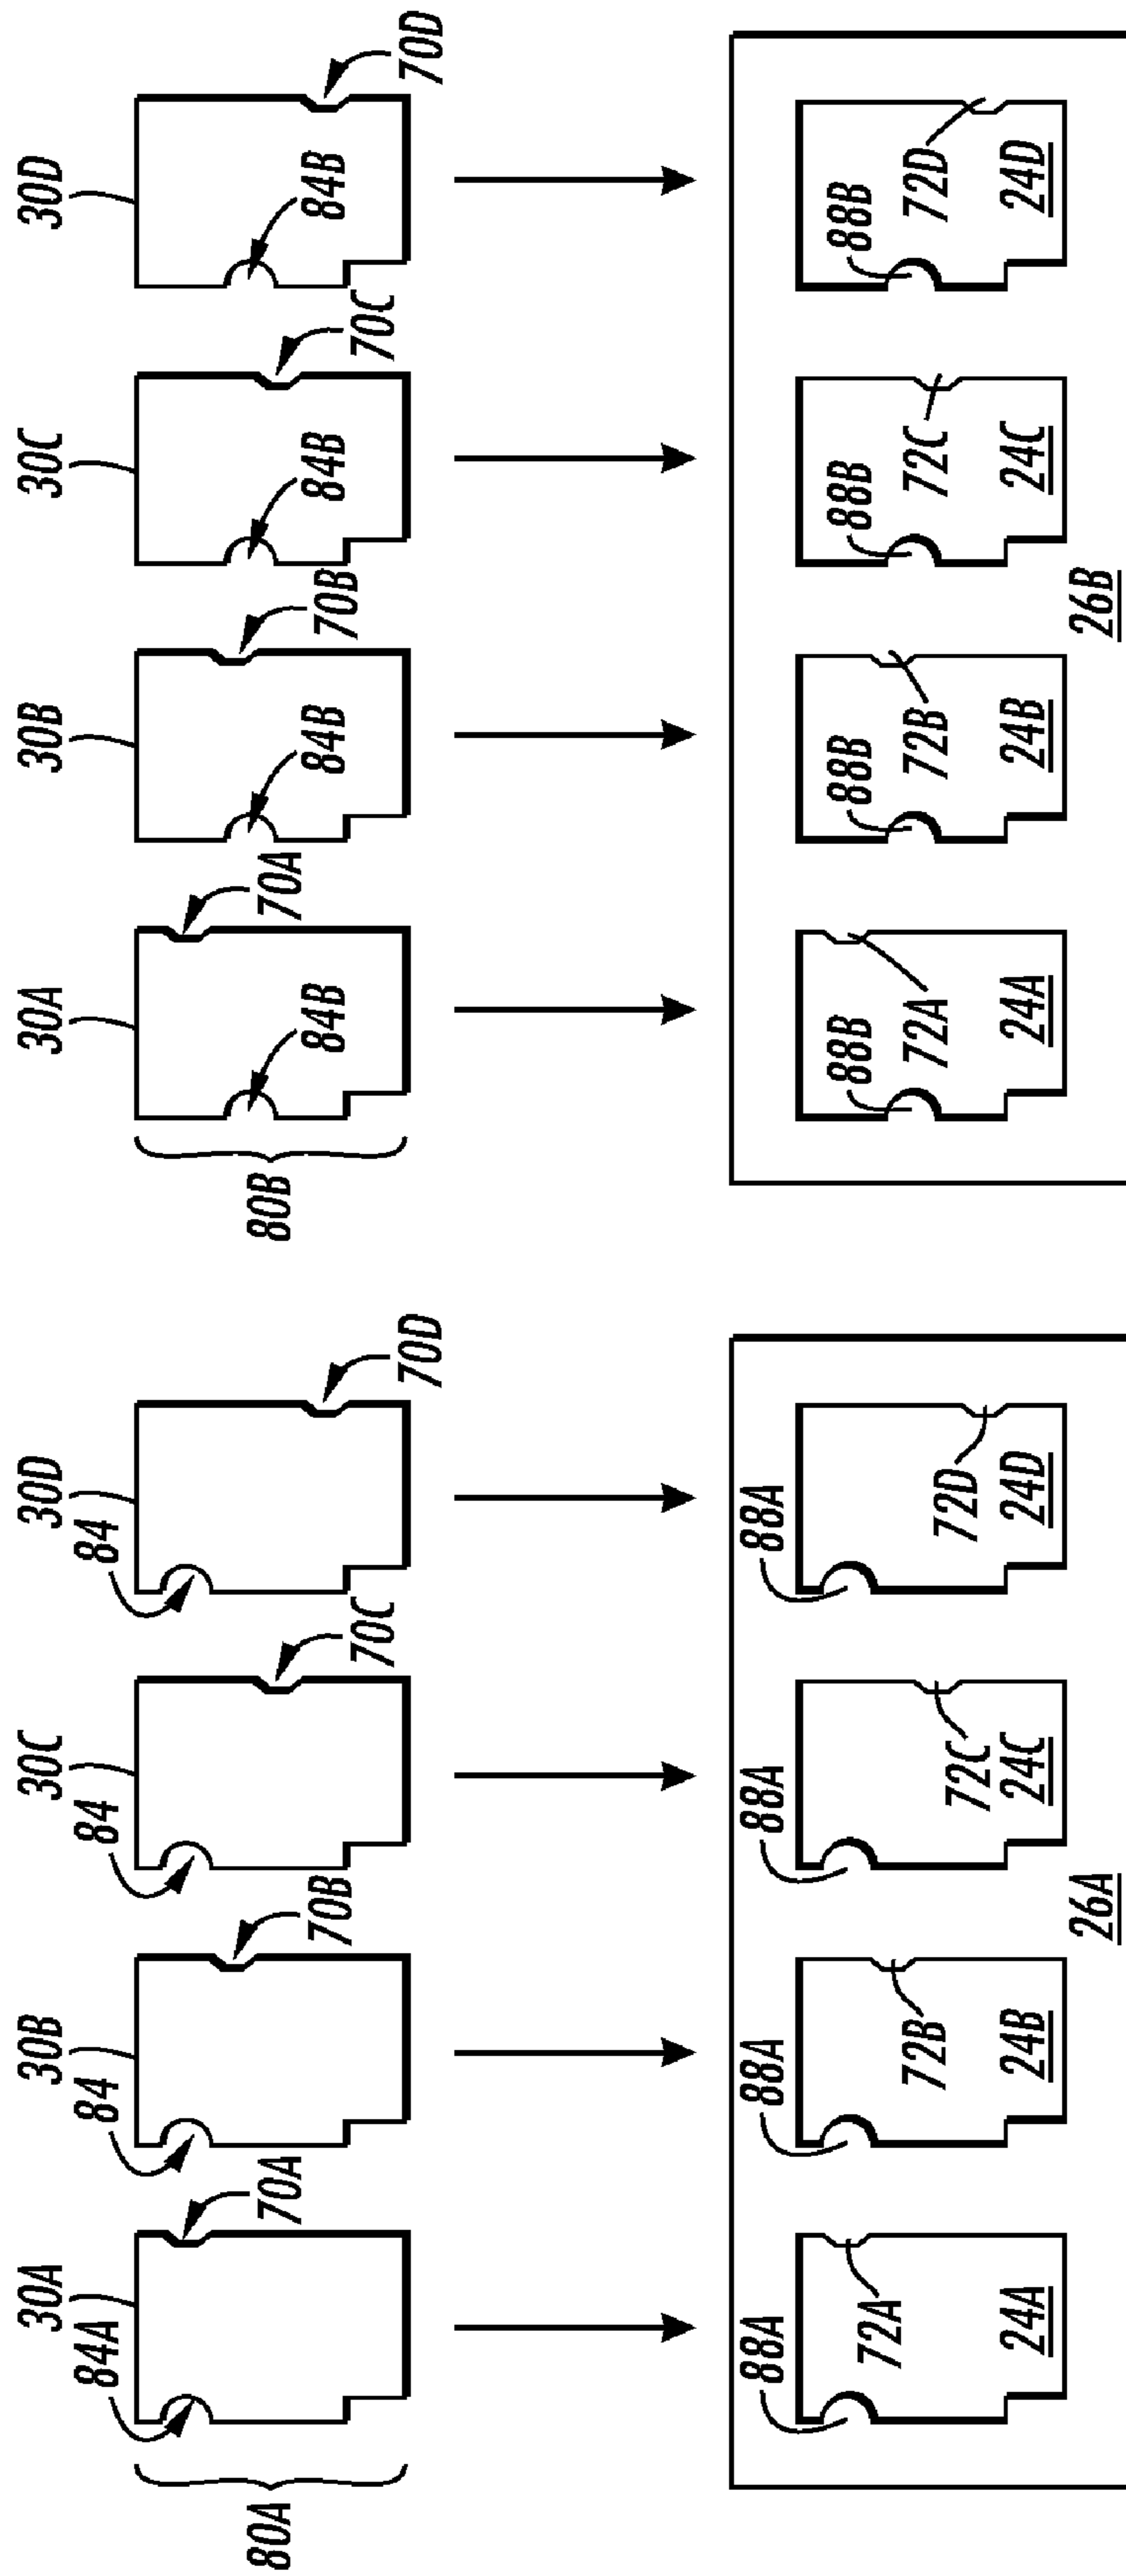 30A 30B 30C 30D 30A 30B 30C 30D
84A 84 84 84
70A 70B 70C 70D 70A 70B 70C 70D
84B 84B 84B 84B
80A 80B
88A 88A 88A 88A 88B 88B 88B 88B
72A 72B 72C 72D 72A 72B 72C 72D
24A 24B 24C 24D 24A 24B 24C 24D
26A 26B